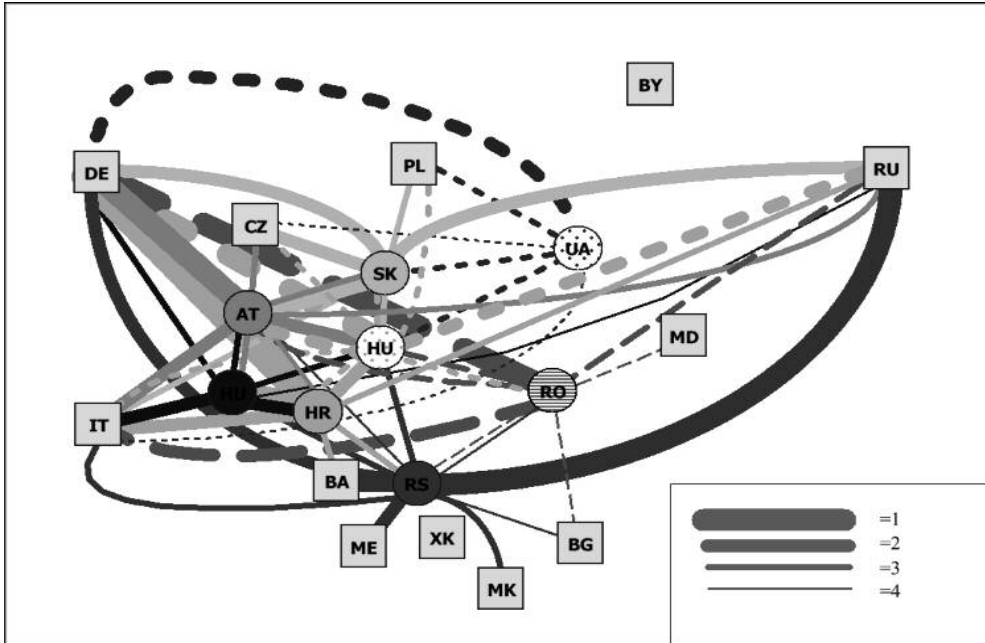 BY
PL
DE
RU
CZ
UA
SK
AT
HU
MD
HU
RO
HR
IT
BA
RS
ME
XK
BG
MK
=1
=2
=3
=4